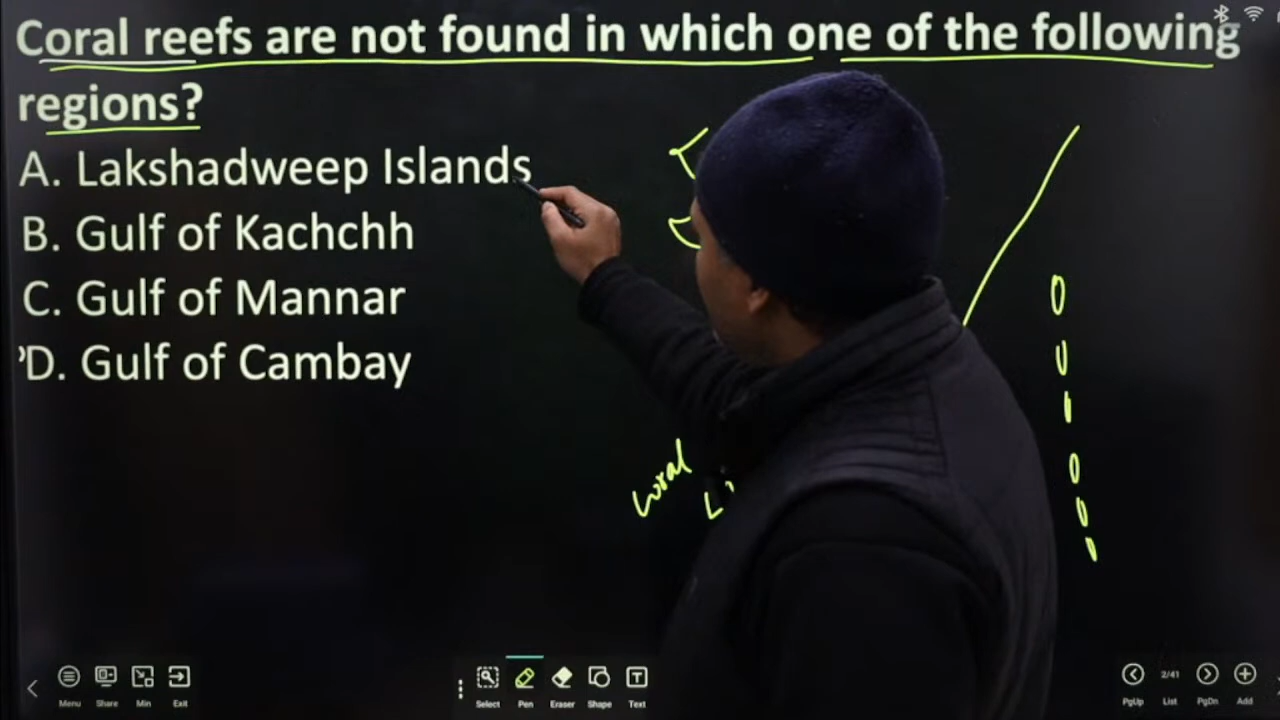 Coral reefs are not found in which one of the following
regions?
A. Lakshadweep Islands
B. Gulf of Kachchh
C. Gulf of Mannar
D. Gulf of Cambay
Coral
Menu Share Min Exit Select Pen Eraser Shape Text PgUp 2/41 List PgDn Add